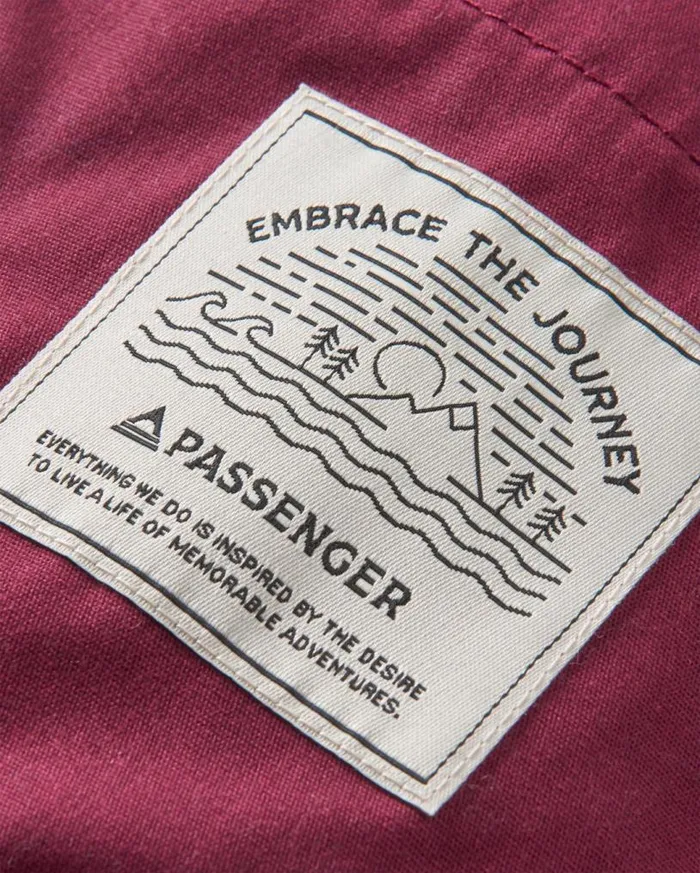 EMBRACE THE JOURNEY
PASSENGER
EVERYTHING WE DO IS INSPIRED BY THE DESIRE
TO LIVE A LIFE OF MEMORABLE ADVENTURES.